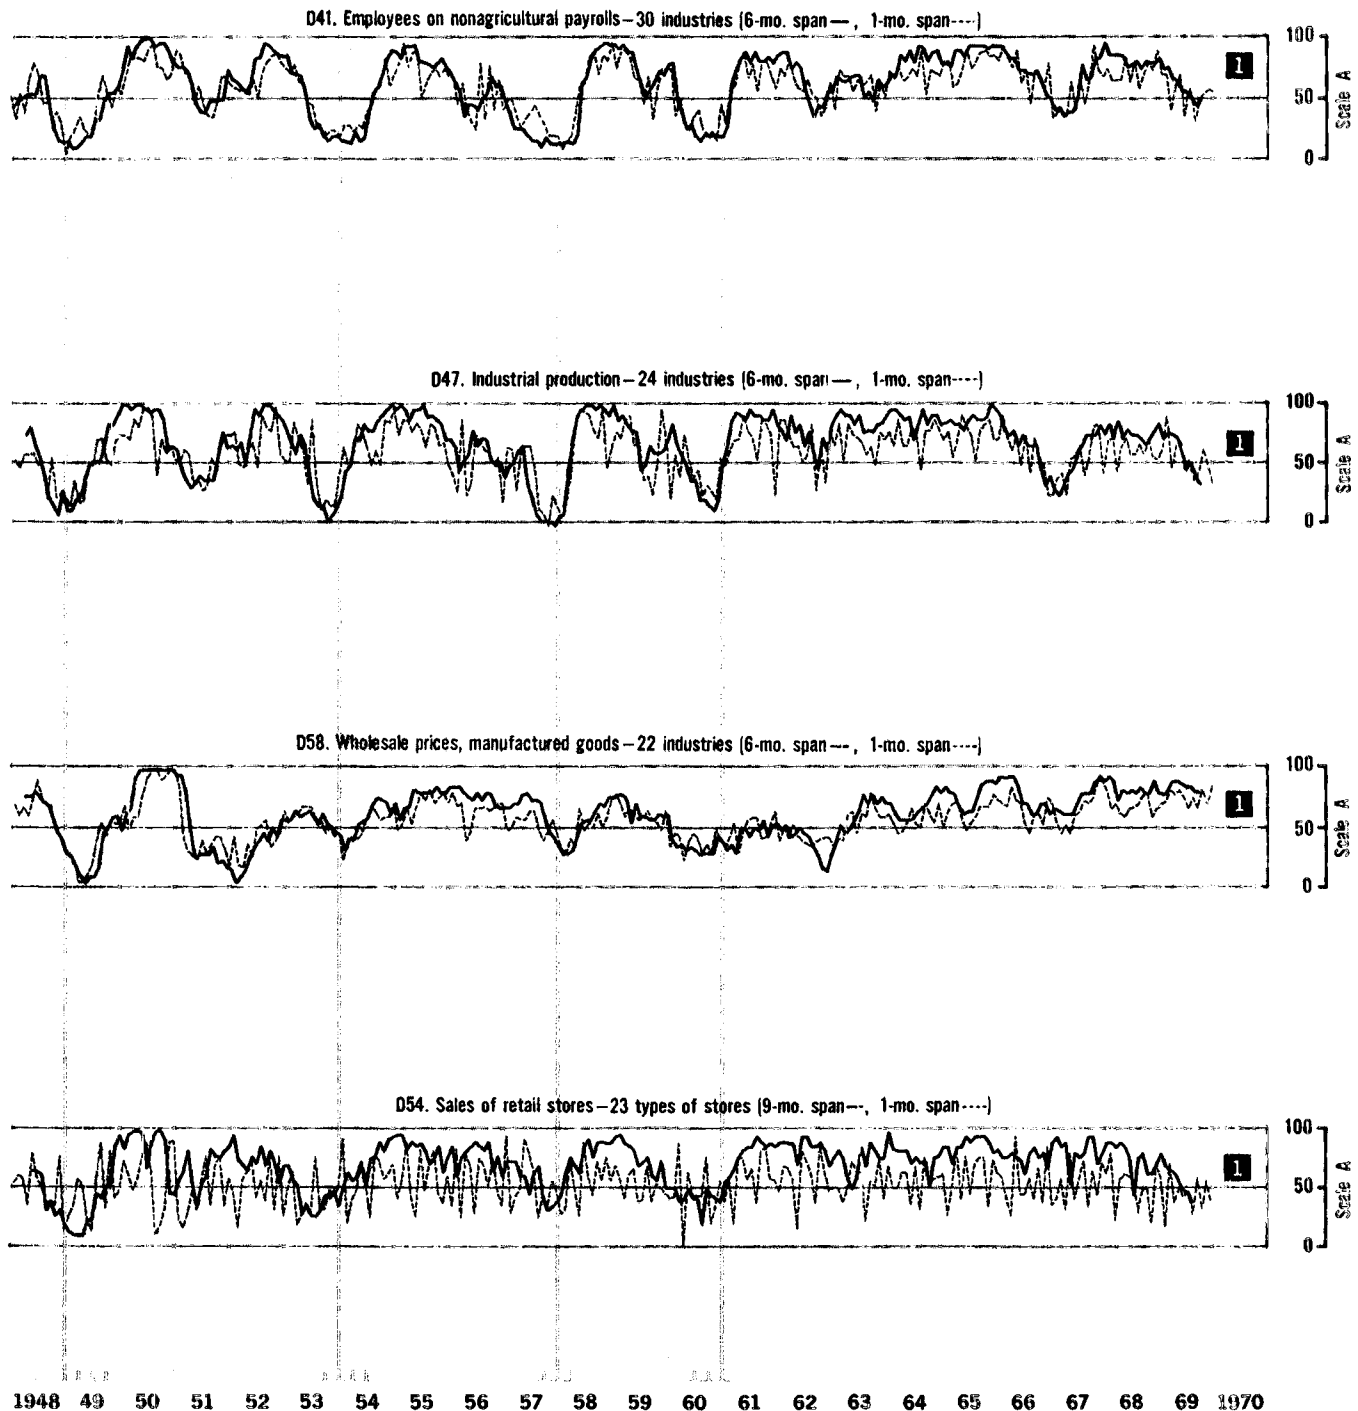 D41. Employees on nonagricultural payrolls—30 industries (6-mo. span—, 1-mo. span----)
100
1
50
Scale A
0
D47. Industrial production—24 industries (6-mo. span—, 1-mo. span----)
100
1
50
Scale A
0
D58. Wholesale prices, manufactured goods—22 industries (6-mo. span—, 1-mo. span----)
100
1
50
Scale A
0
D54. Sales of retail stores—23 types of stores (9-mo. span—, 1-mo. span----)
100
1
50
Scale A
0
1948 49 50 51 52 53 54 55 56 57 58 59 60 61 62 63 64 65 66 67 68 69 1970